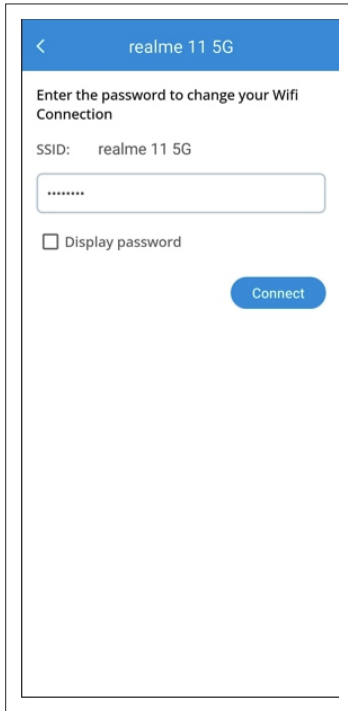 realme 11 5G
Enter the password to change your Wifi
Connection
SSID: realme 11 5G
········
Display password
Connect